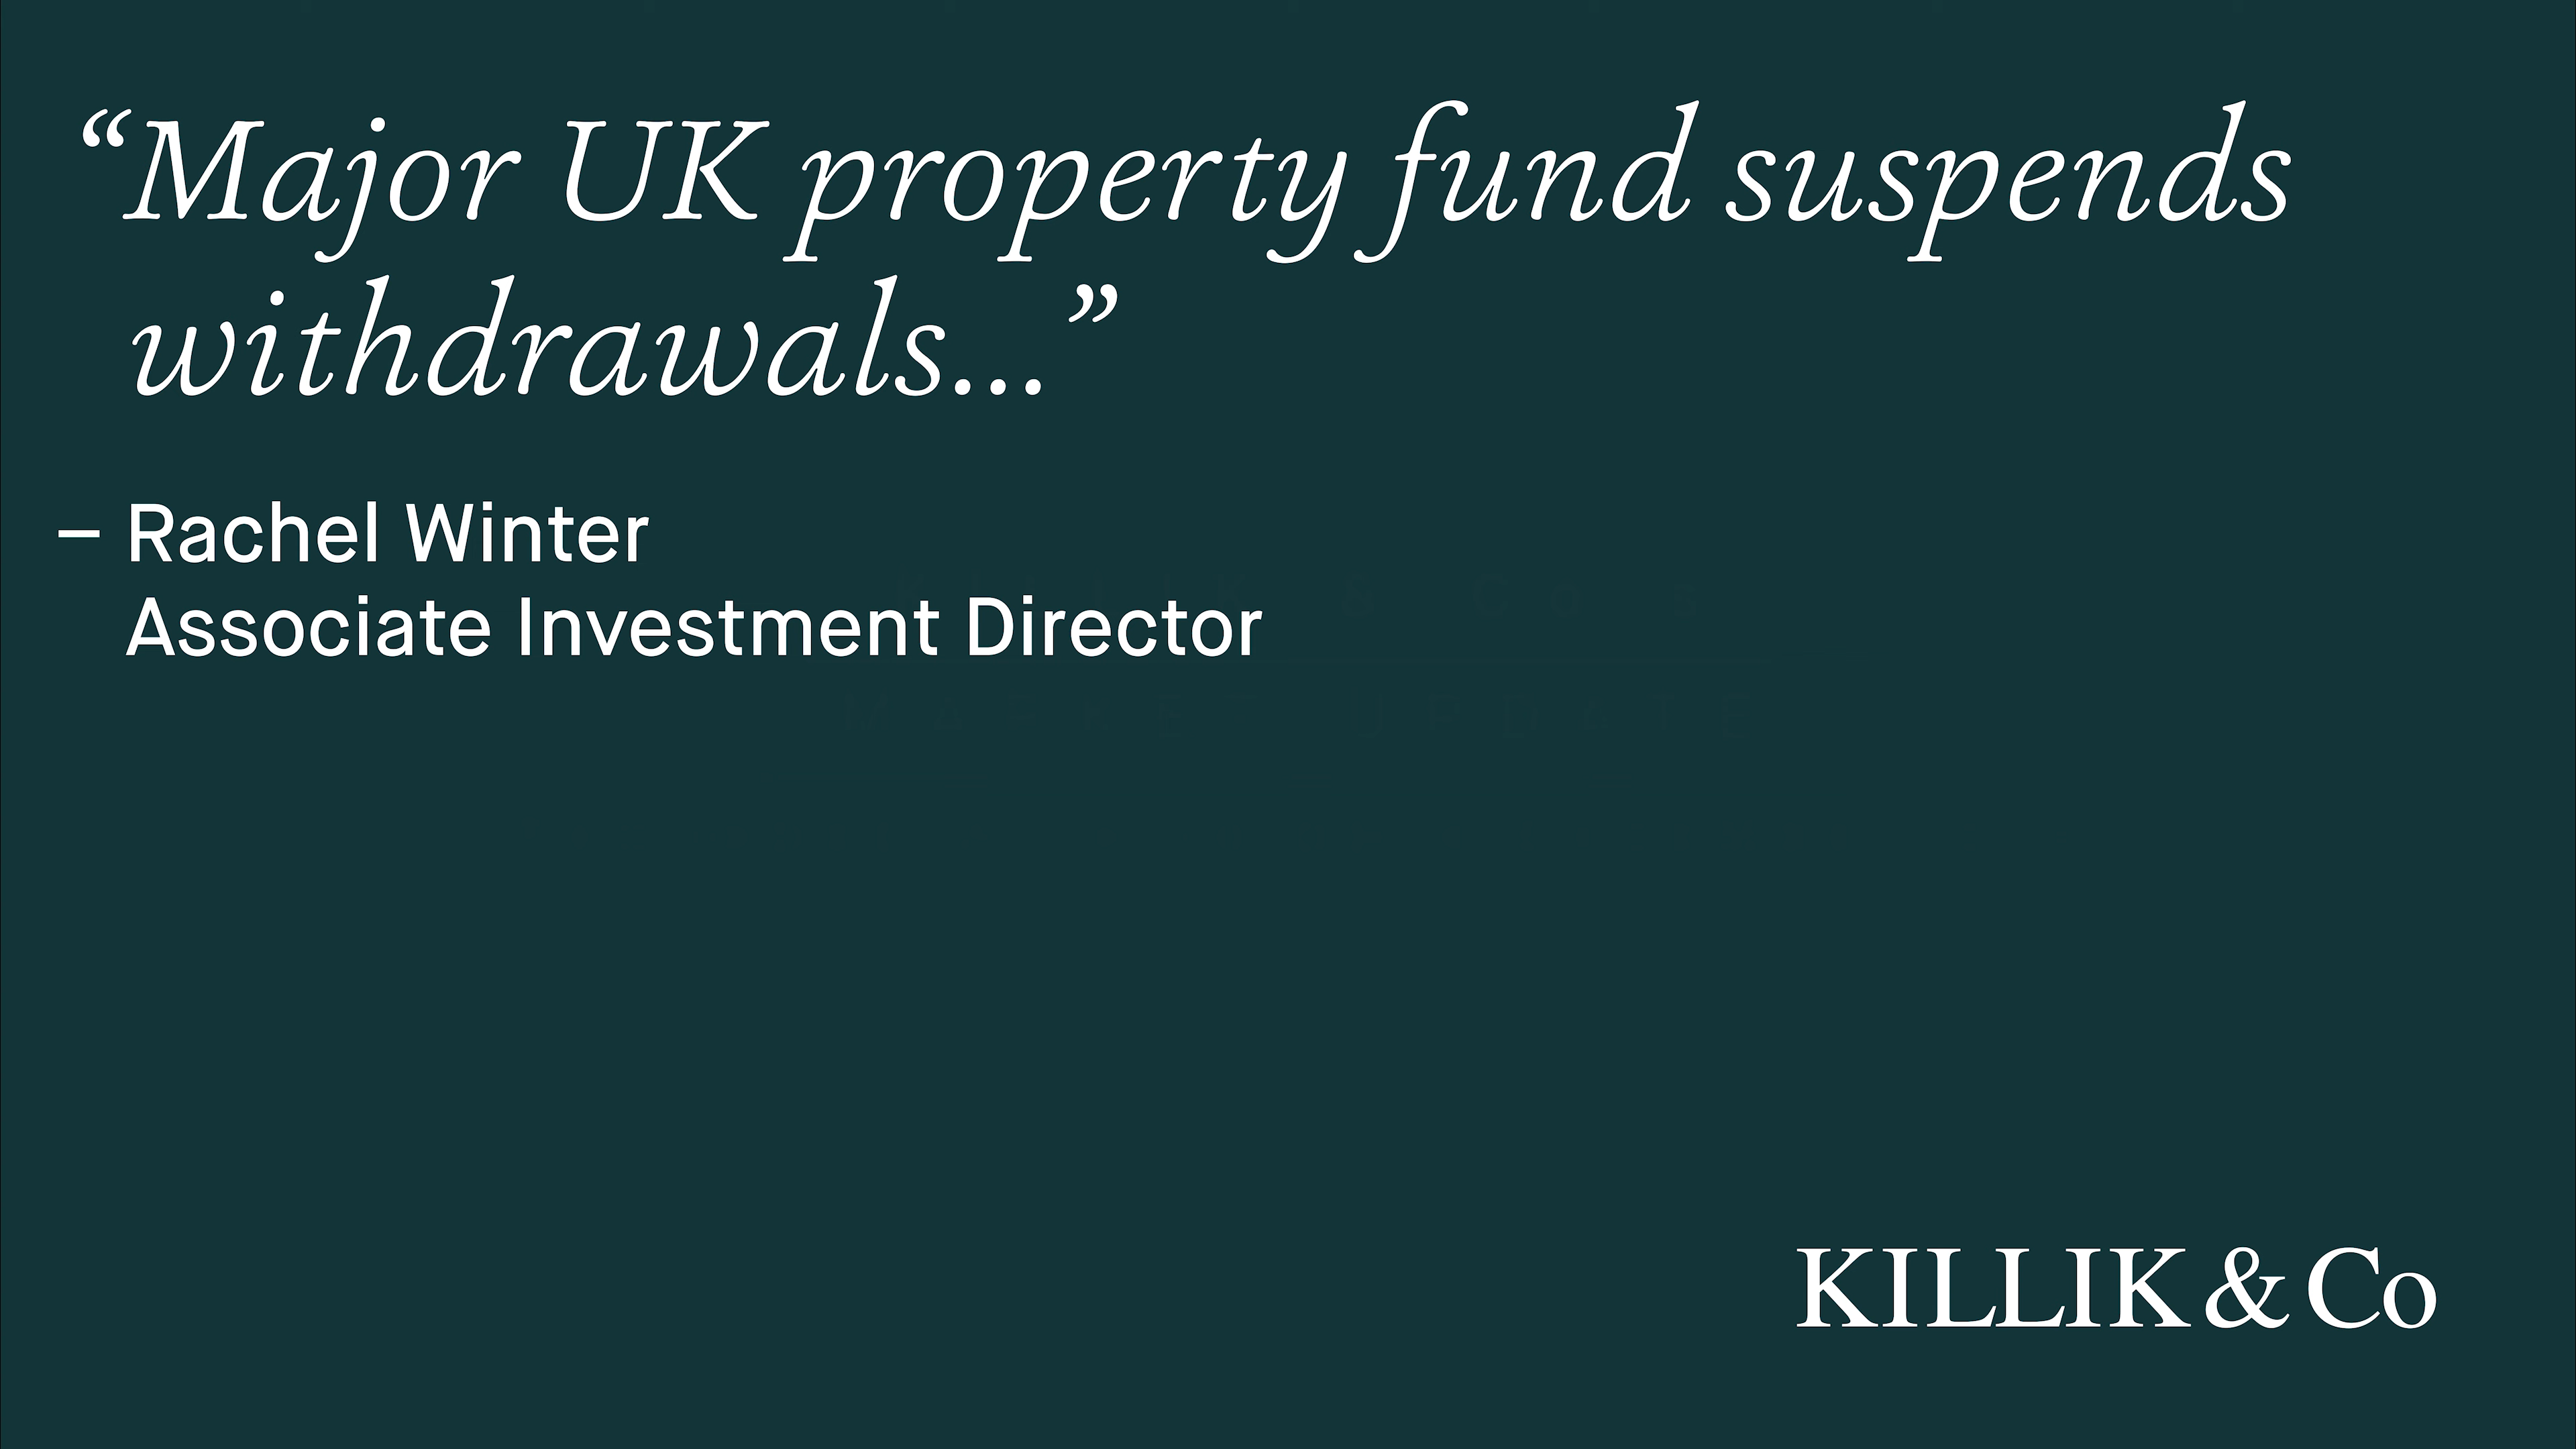 “Major UK property fund suspends
withdrawals...”
– Rachel Winter
Associate Investment Director
KILLIK & Co